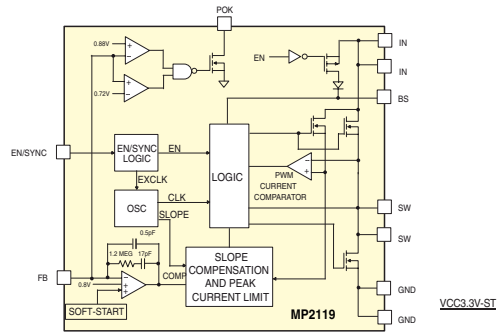 POK
0.88V
0.72V
EN
IN
IN
BS
EN/SYNC
EN/SYNC
LOGIC
EN
EXCLK
OSC
CLK
SLOPE
LOGIC
PWM
CURRENT
COMPARATOR
SW
SW
0.5pF
1.2 MEG
17pF
FB
0.8V
COMP
SLOPE
COMPENSATION
AND PEAK
CURRENT LIMIT
SOFT-START
MP2119
GND
GND
VCC3.3V-ST